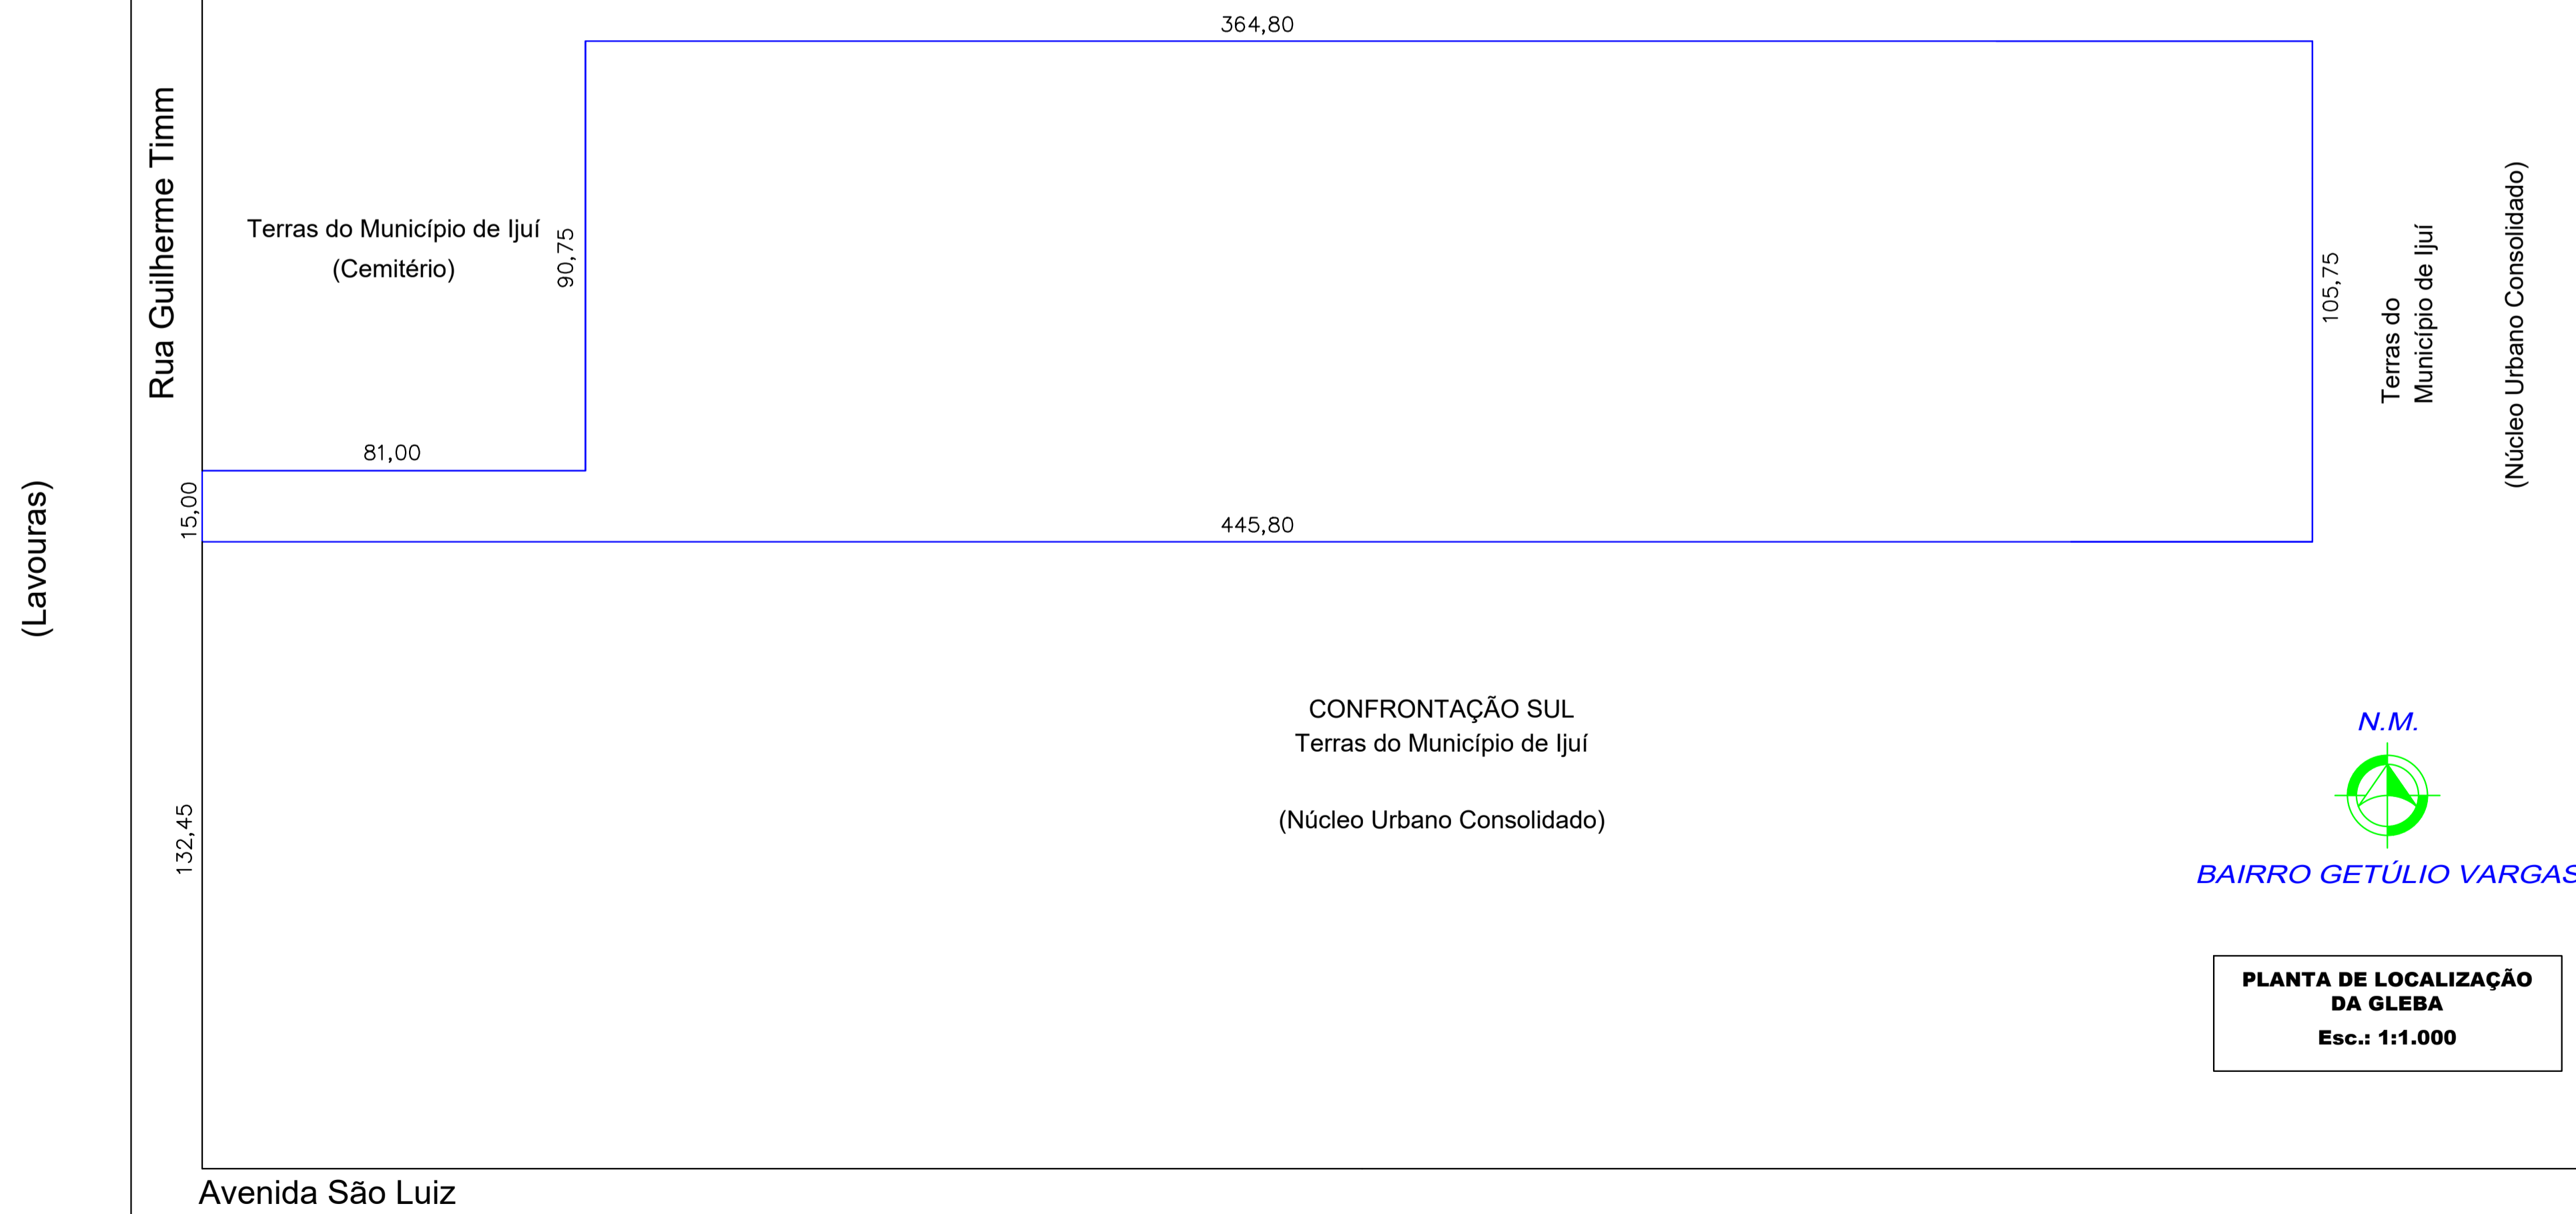 364,80
Rua Guilherme Timm
Terras do Município de Ijuí
(Cemitério)
90,75
105,75
Terras do
Município de Ijuí
(Núcleo Urbano Consolidado)
81,00
15,00
445,80
(Lavouras)
CONFRONTAÇÃO SUL
Terras do Município de Ijuí
(Núcleo Urbano Consolidado)
132,45
N.M.
BAIRRO GETÚLIO VARGAS
PLANTA DE LOCALIZAÇÃO
DA GLEBA
Esc.: 1:1.000
Avenida São Luiz